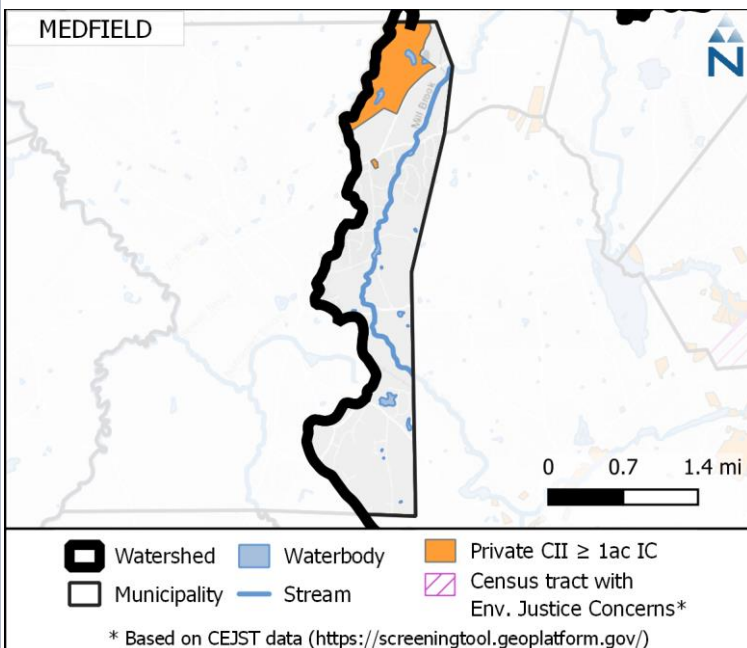 MEDFIELD
N
Mill Brook
0 0.7 1.4 mi
Watershed Waterbody Private CII ≥ 1ac IC
Municipality Stream Census tract with
Env. Justice Concerns*
* Based on CEJST data (https://screeningtool.geoplatform.gov/)